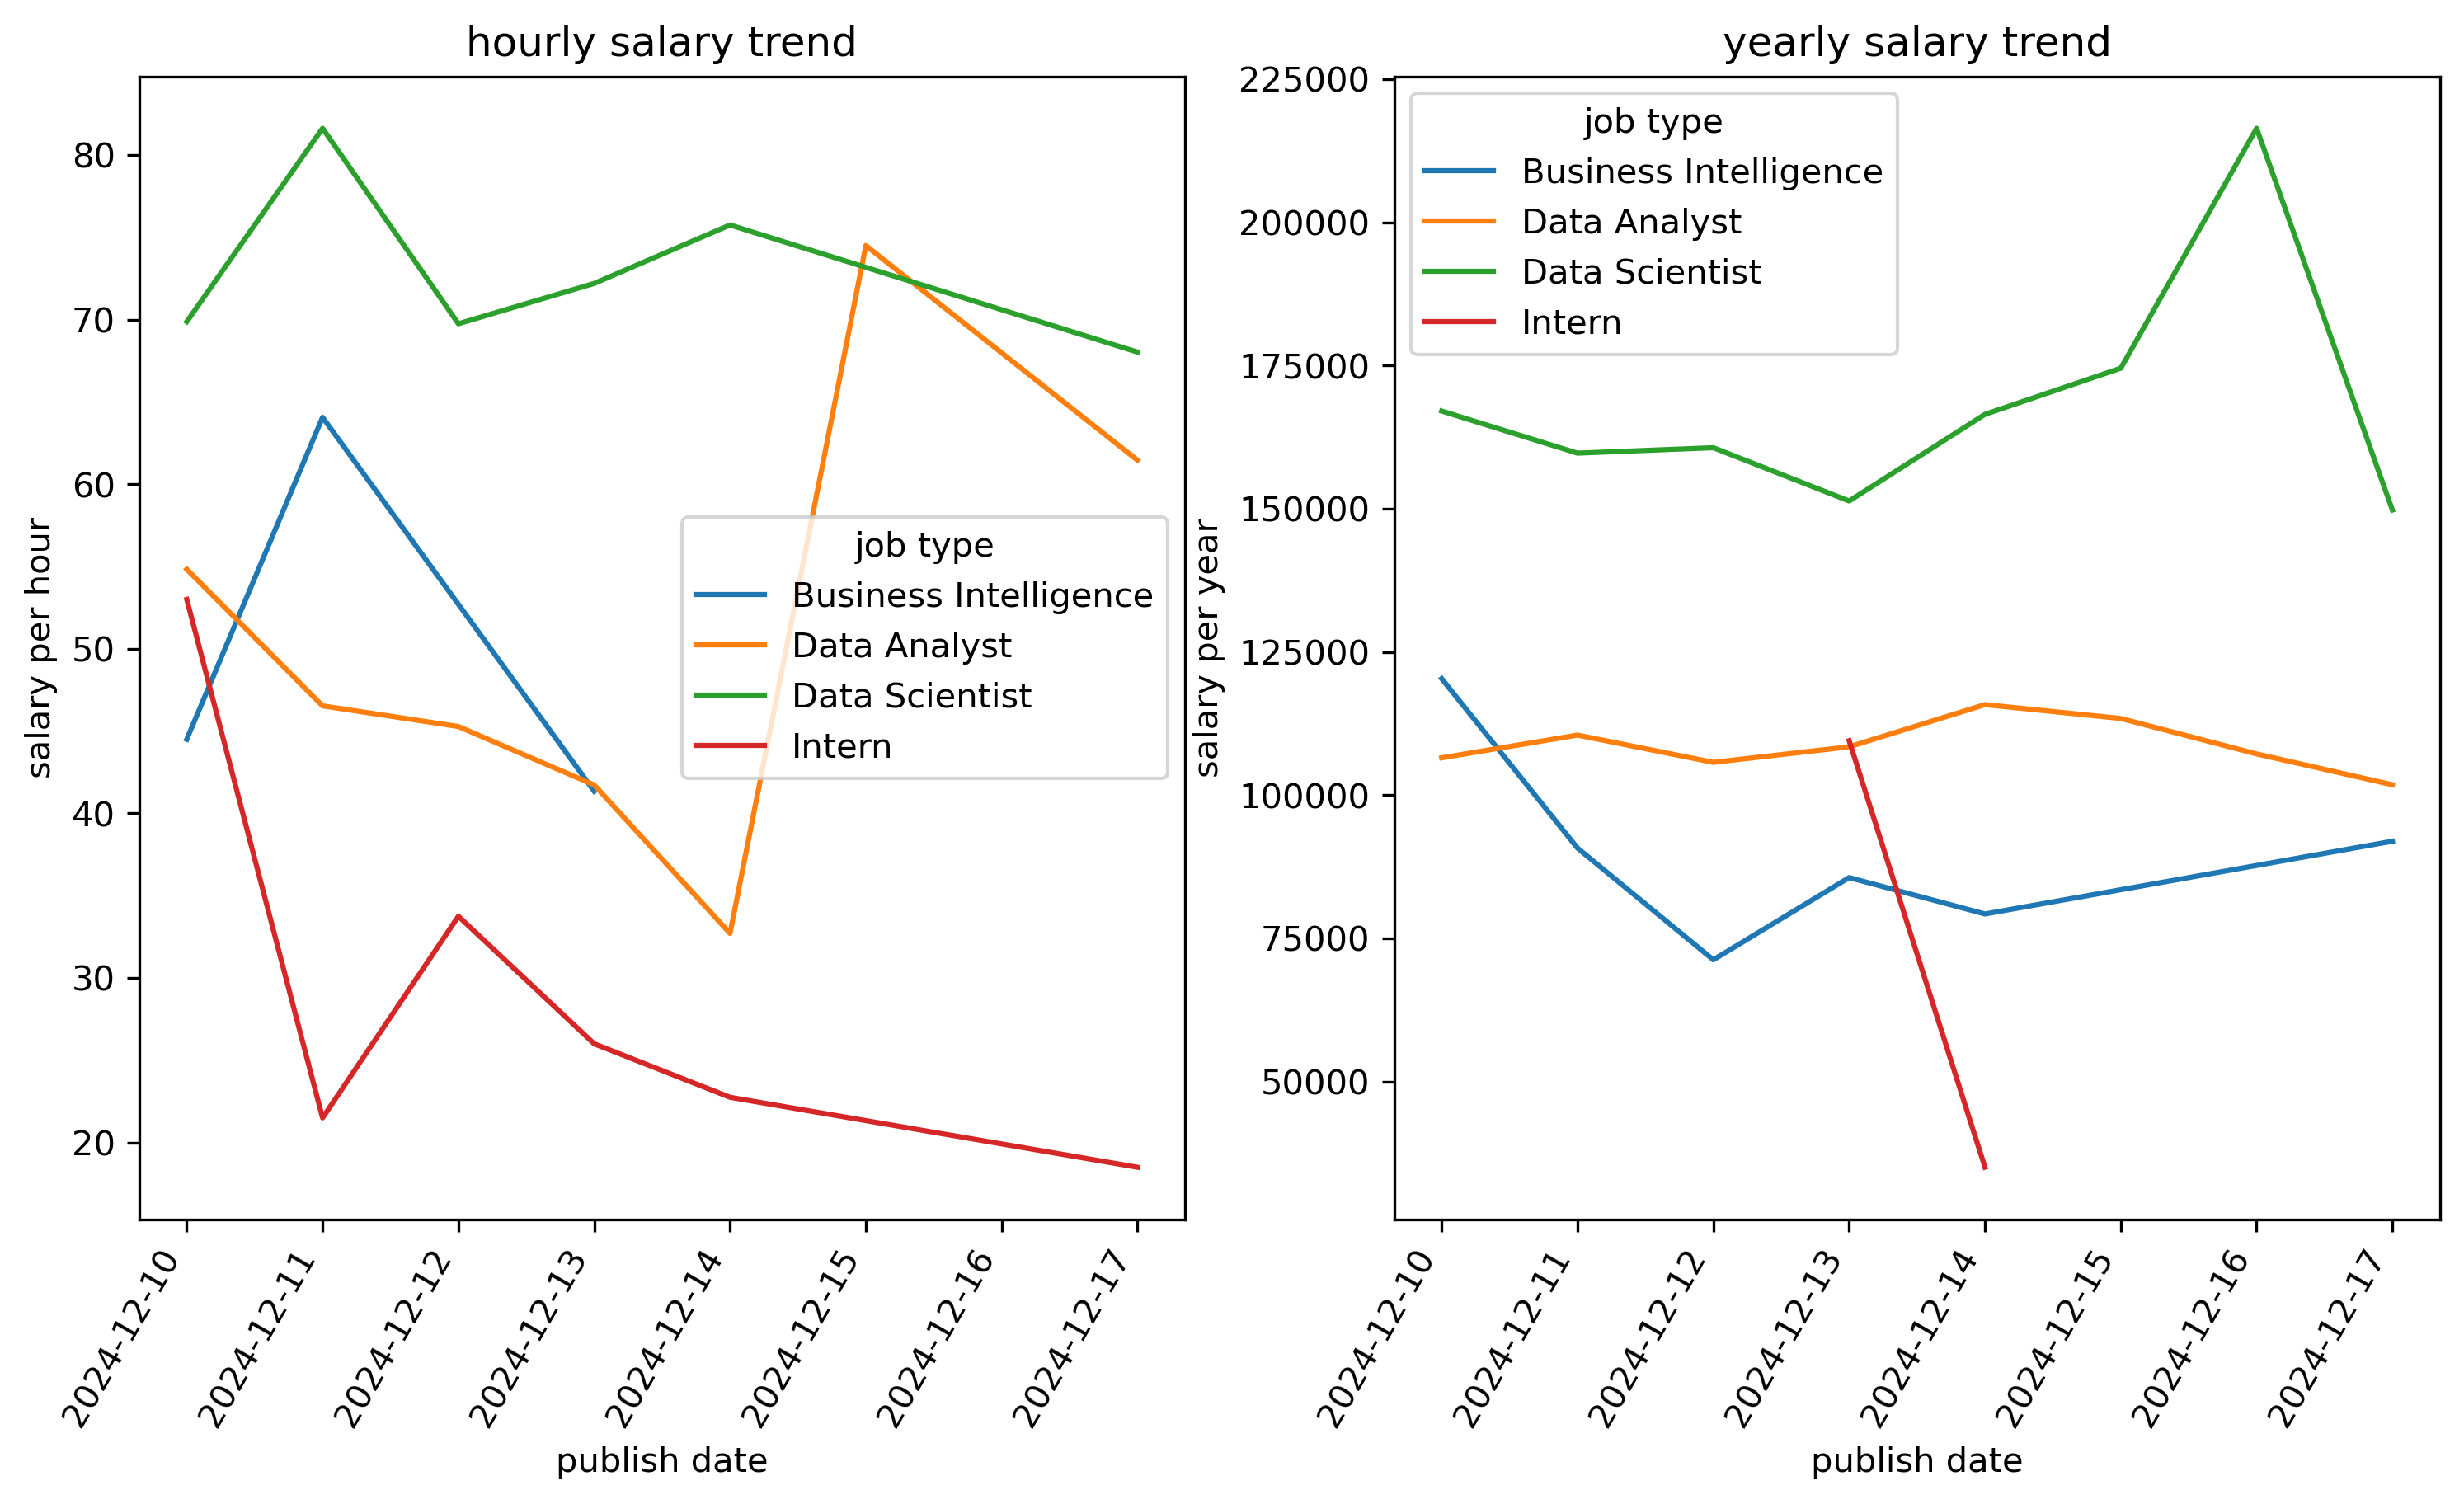 hourly salary trend
salary per hour
80
70
60
50
40
30
20
job type
Business Intelligence
Data Analyst
Data Scientist
Intern
2024-12-10
2024-12-11
2024-12-12
2024-12-13
2024-12-14
2024-12-15
2024-12-16
2024-12-17
publish date
yearly salary trend
salary per year
225000
200000
175000
150000
125000
100000
75000
50000
job type
Business Intelligence
Data Analyst
Data Scientist
Intern
2024-12-10
2024-12-11
2024-12-12
2024-12-13
2024-12-14
2024-12-15
2024-12-16
2024-12-17
publish date